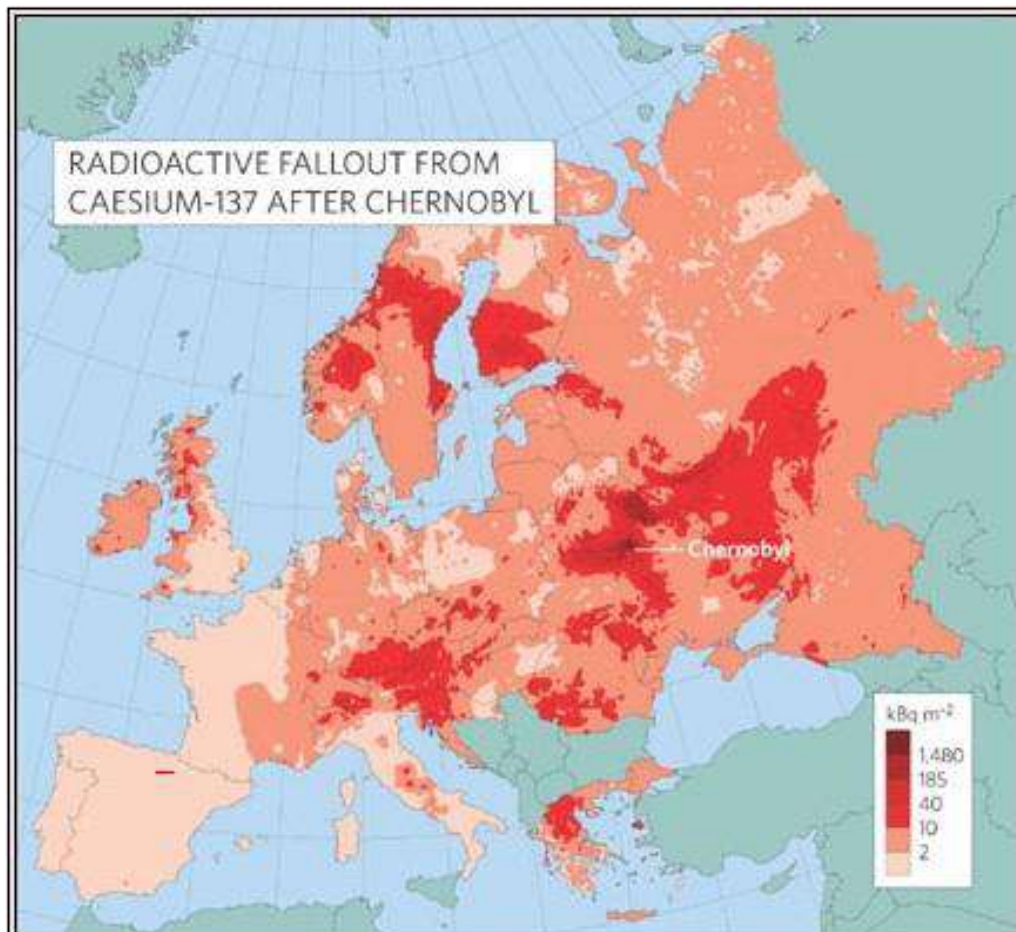 RADIOACTIVE FALLOUT FROM
CAESIUM-137 AFTER CHERNOBYL
Chernobyl
kBq m⁻²
1,480
185
40
10
2